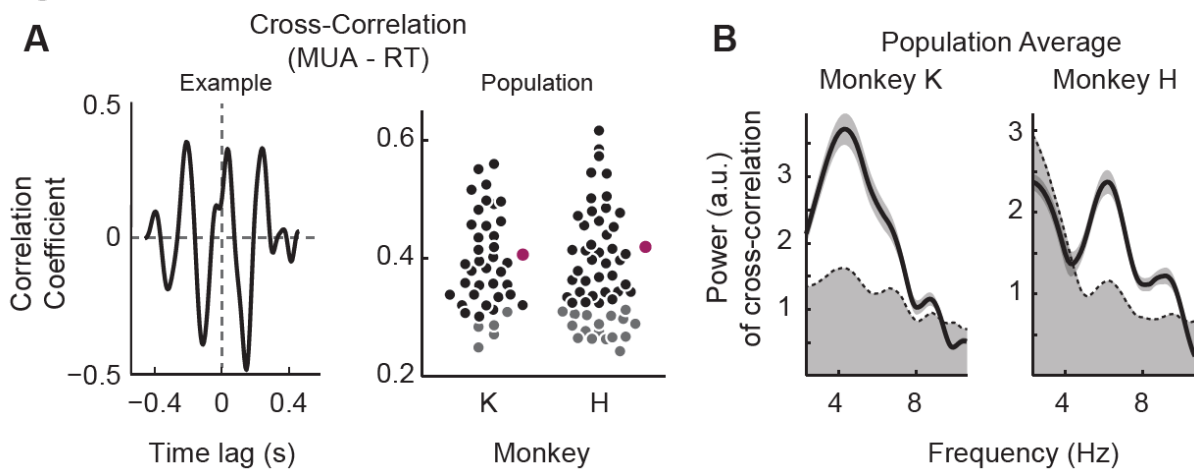 A
Cross-Correlation
(MUA - RT)
Example
Population
Correlation
Coefficient
0.5
0
−0.5
−0.4
0
0.4
Time lag (s)
0.6
0.4
0.2
K
H
Monkey
B
Population Average
Monkey K
Monkey H
Power (a.u.)
of cross-correlation
3
2
1
4
8
3
2
1
4
8
Frequency (Hz)